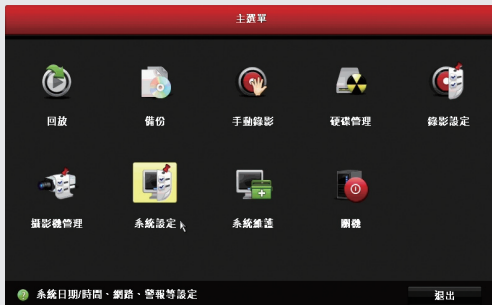 主選單
回放
備份
手動錄影
硬碟管理
錄影設定
攝影機管理
系統設定
系統維護
關機
系統日期/時間、網路、警報等設定
退出